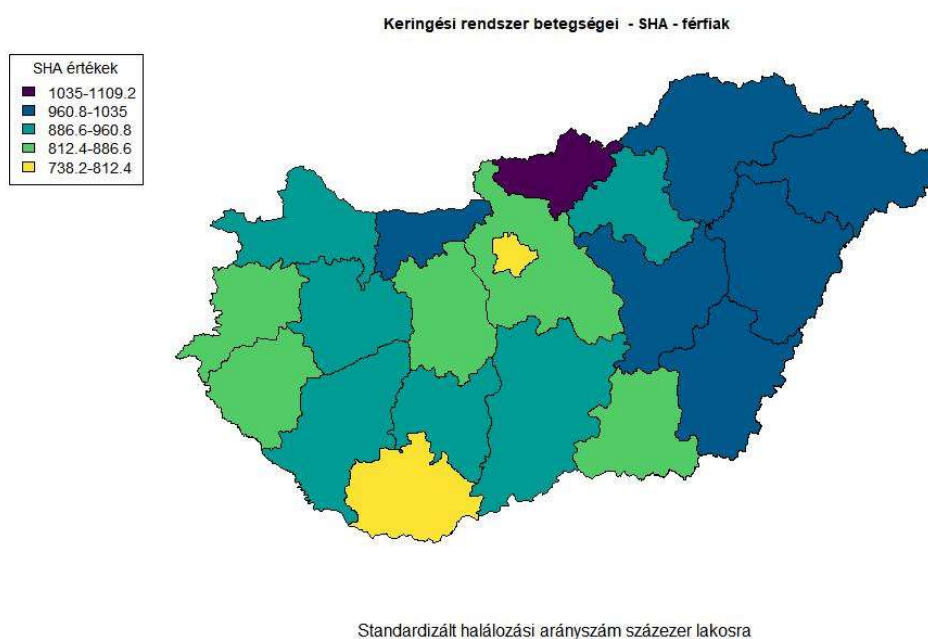 Keringési rendszer betegségei - SHA - férfiak
SHA értékek
1035-1109.2
960.8-1035
886.6-960.8
812.4-886.6
738.2-812.4
Standardizált halálozási arányszám százezer lakosra